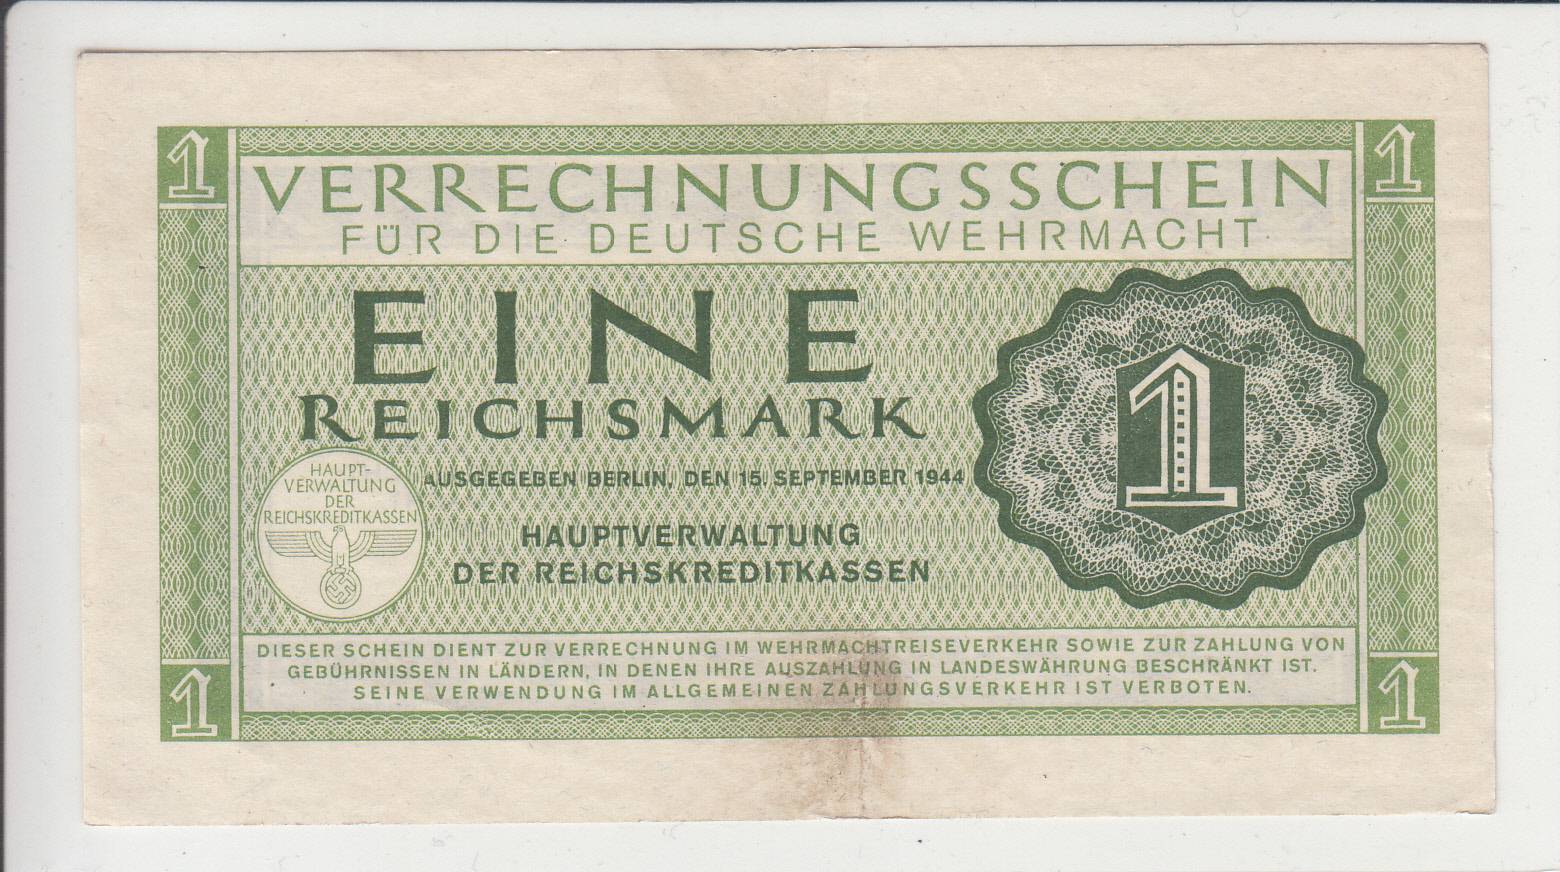 1 1
VERRECHNUNGSSCHEIN
FÜR DIE DEUTSCHE WEHRMACHT
EINE
REICHSMARK
1
AUSGEGEBEN BERLIN, DEN 15. SEPTEMBER 1944
HAUPTVERWALTUNG
DER REICHSKREDITKASSEN
HAUPT-
VERWALTUNG
DER
REICHSKREDITKASSEN
DIESER SCHEIN DIENT ZUR VERRECHNUNG IM WEHRMACHTREISEVERKEHR SOWIE ZUR ZAHLUNG VON
GEBÜHRNISSEN IN LÄNDERN, IN DENEN IHRE AUSZAHLUNG IN LANDESWÄHRUNG BESCHRÄNKT IST.
SEINE VERWENDUNG IM ALLGEMEINEN ZAHLUNGSVERKEHR IST VERBOTEN.
1 1